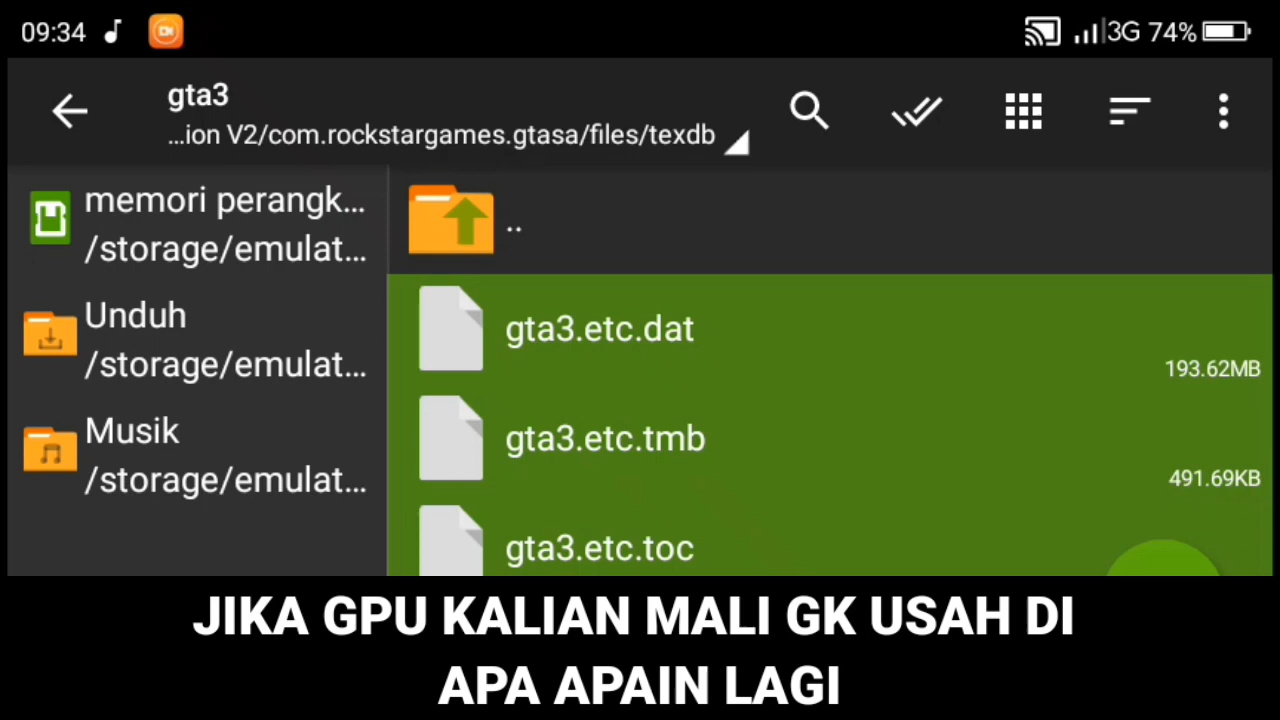 09:34
3G 74%
gta3
...ion V2/com.rockstargames.gtasa/files/texdb
memori perangk...
/storage/emulat...
Unduh
/storage/emulat...
Musik
/storage/emulat...
..
gta3.etc.dat
193.62MB
gta3.etc.tmb
491.69KB
gta3.etc.toc
JIKA GPU KALIAN MALI GK USAH DI
APA APAIN LAGI